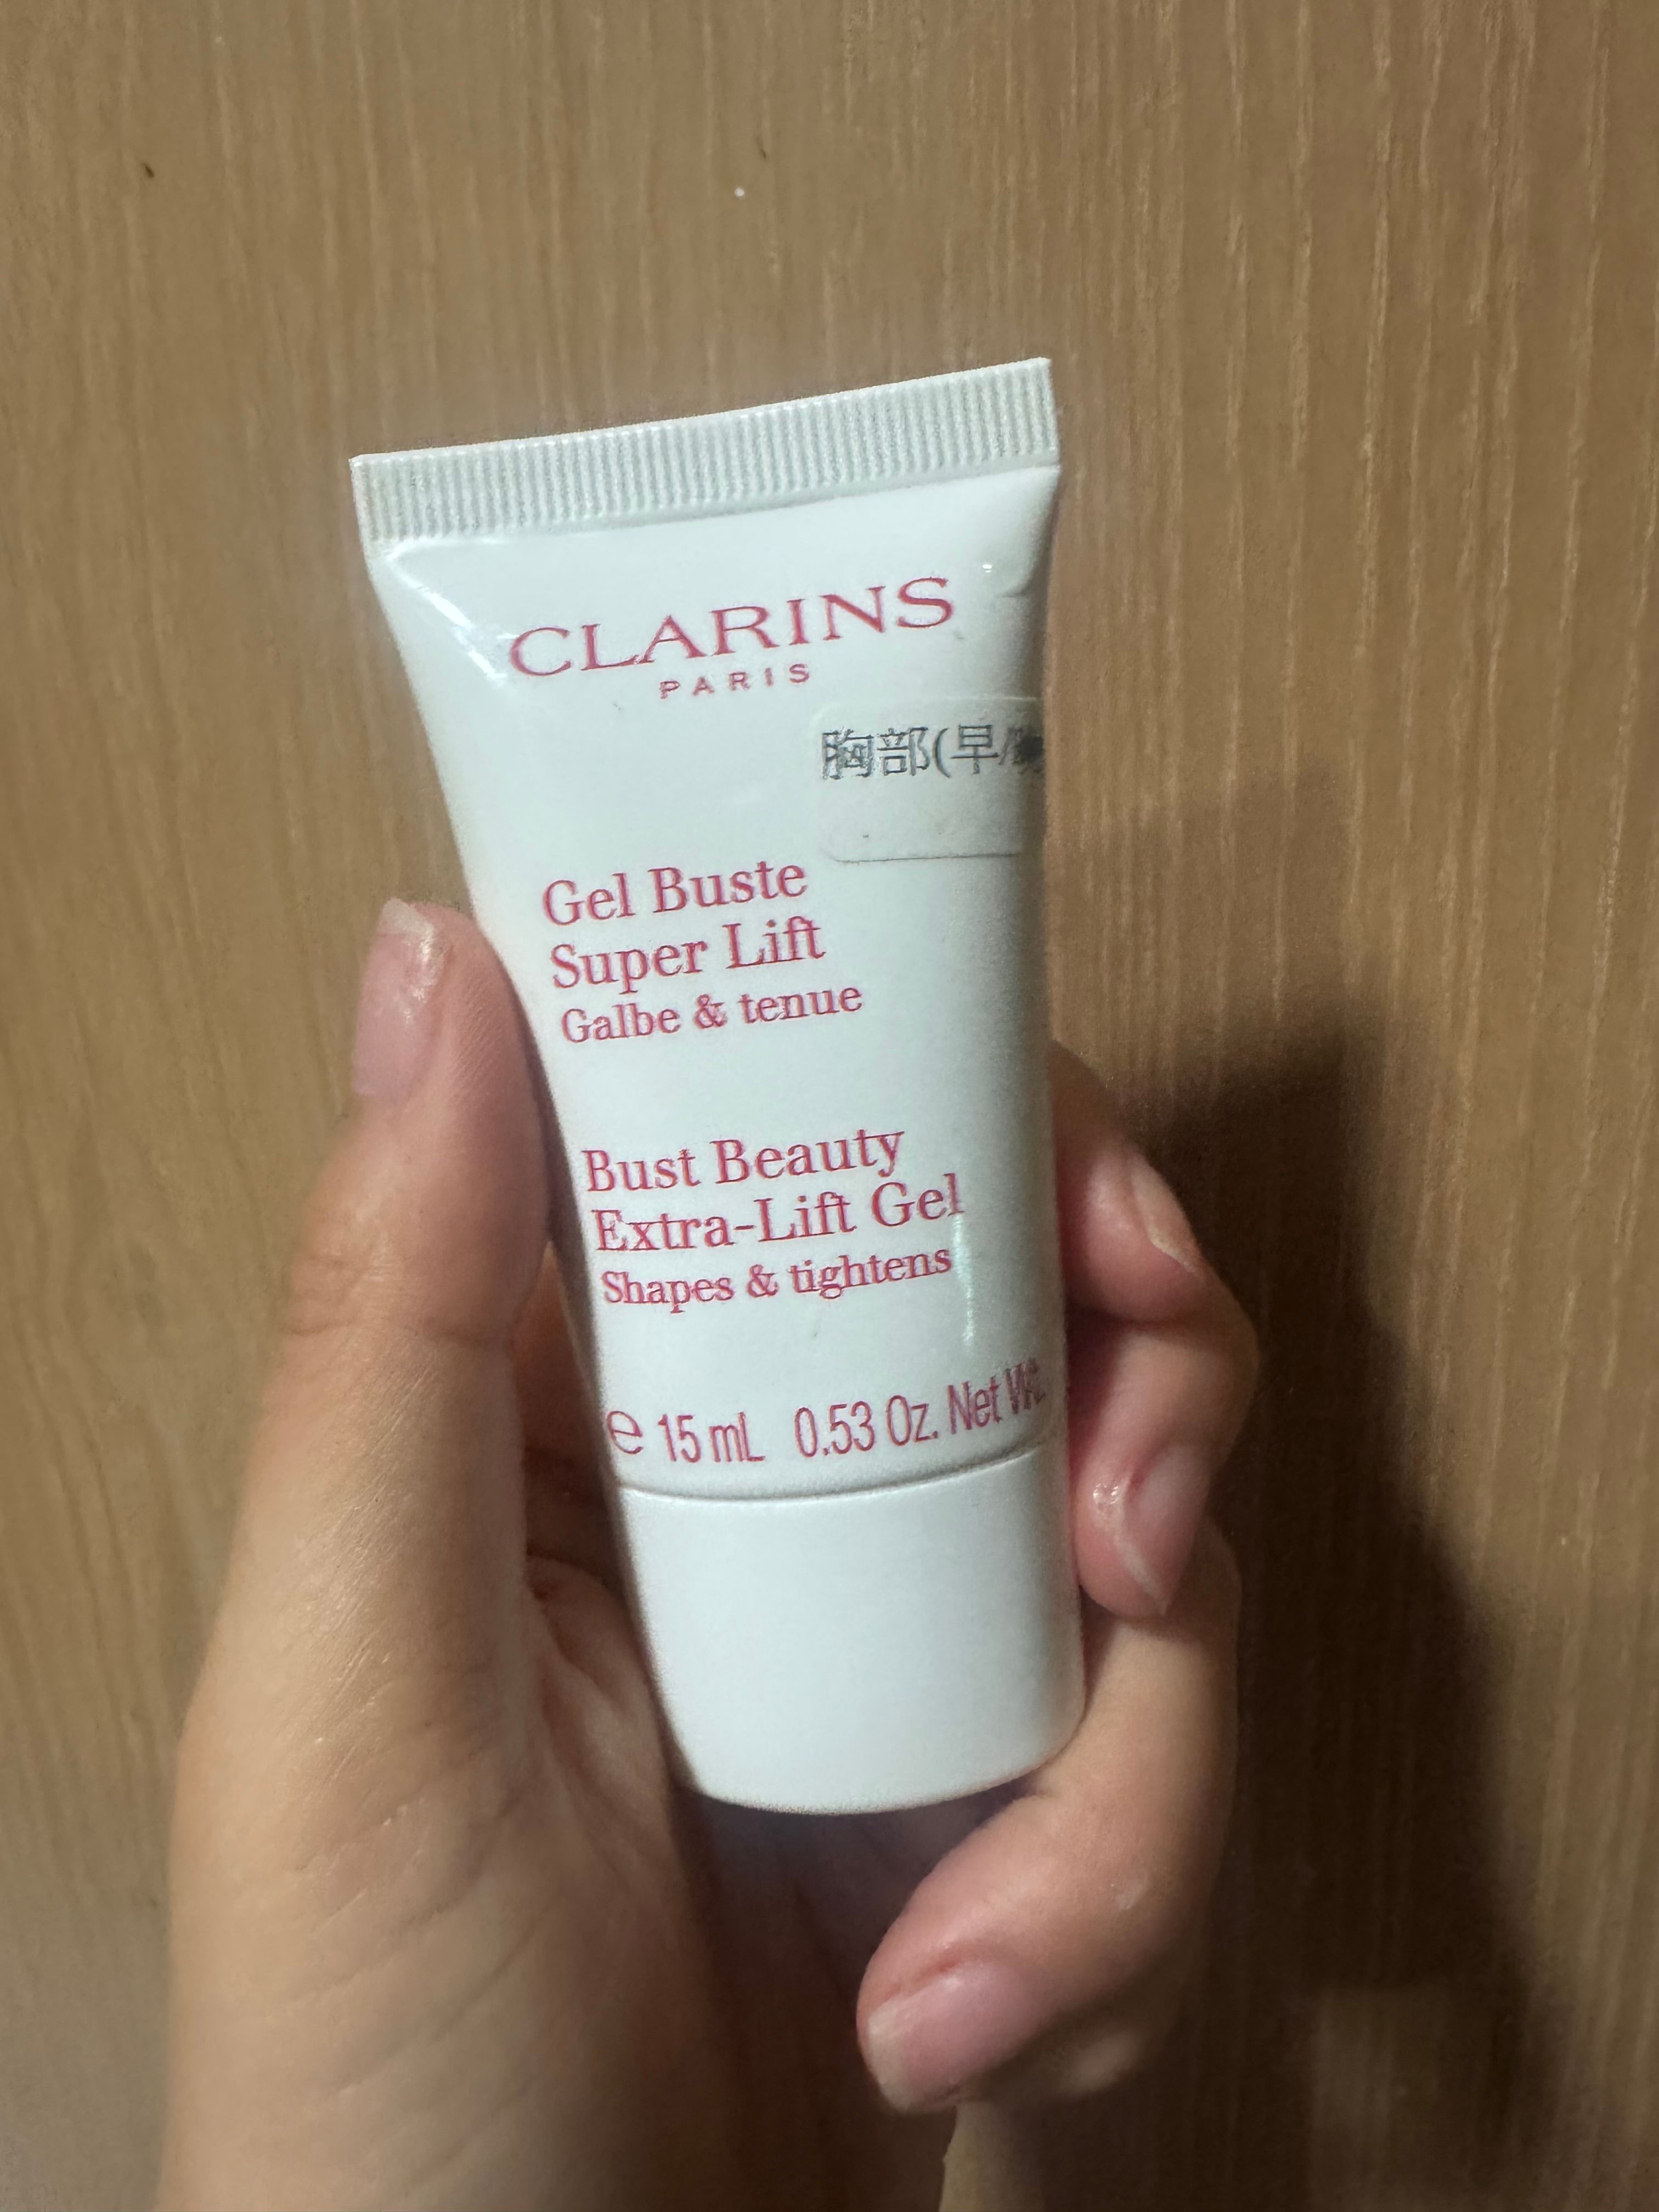 CLARINS
PARIS
胸部(早/
Gel Buste
Super Lift
Galbe & tenue
Bust Beauty
Extra-Lift Gel
Shapes & tightens
e 15 mL 0.53 Oz. Net